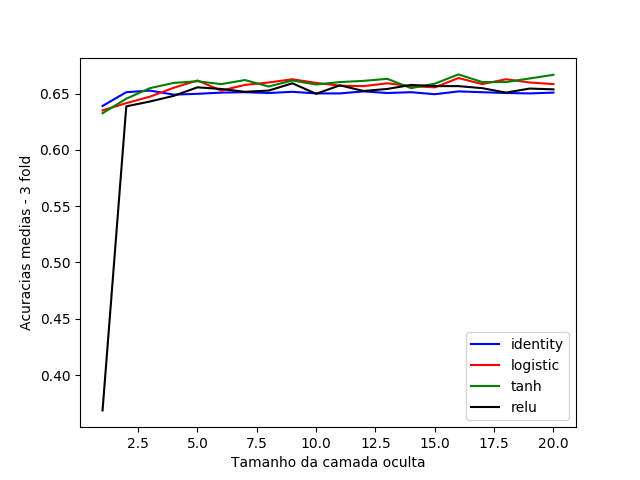 0.65
0.60
0.55
0.50
0.45
0.40
Acuracias medias - 3 fold
identity
logistic
tanh
relu
2.5 5.0 7.5 10.0 12.5 15.0 17.5 20.0
Tamanho da camada oculta